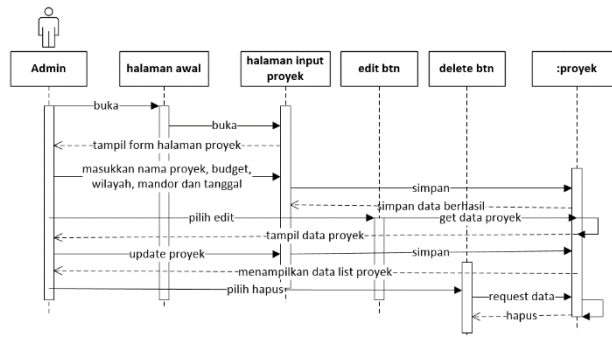 Admin
halaman awal
halaman input
proyek
edit btn
delete btn
:proyek
buka
buka
tampil form halaman proyek
masukkan nama proyek, budget,
wilayah, mandor dan tanggal
simpan
simpan data berhasil
pilih edit
get data proyek
tampil data proyek
update proyek
simpan
menampilkan data list proyek
pilih hapus
request data
hapus